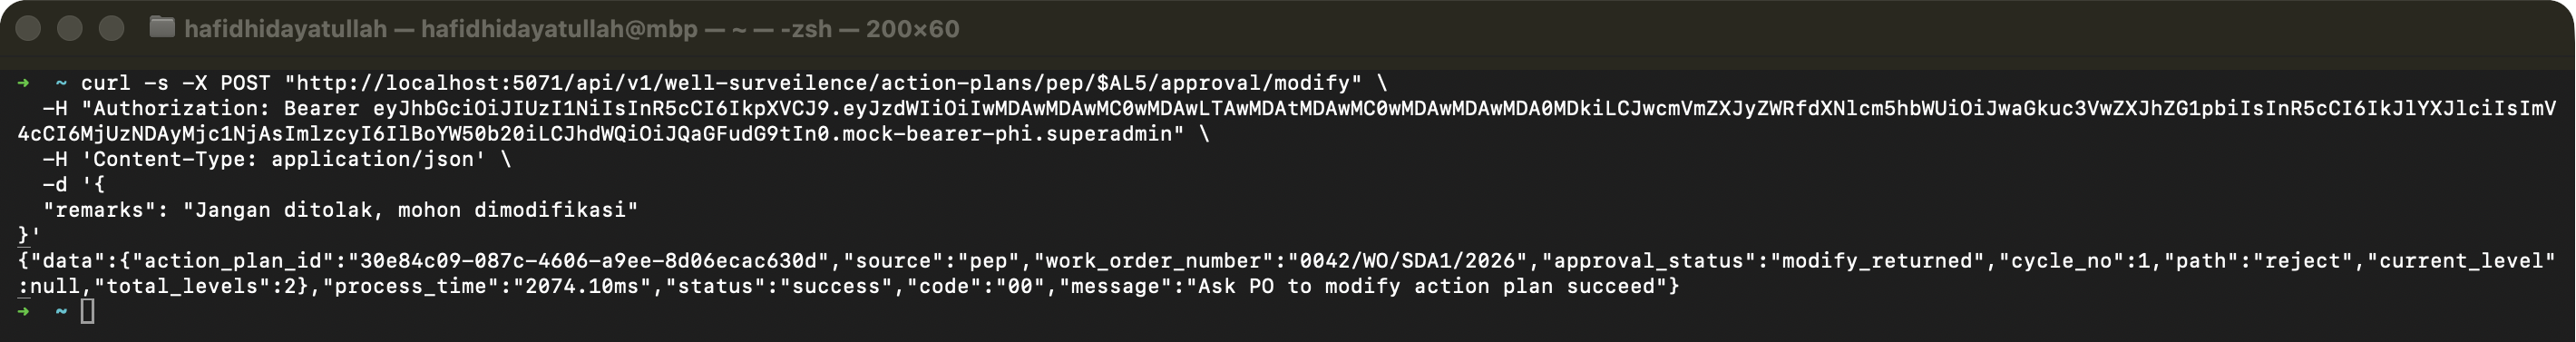 hafidhidayatullah — hafidhidayatullah@mbp — ~ — -zsh — 200×60
➜  ~ curl -s -X POST "http://localhost:5071/api/v1/well-surveilence/action-plans/pep/$AL5/approval/modify" \
  -H "Authorization: Bearer eyJhbGciOiJIUzI1NiIsInR5cCI6IkpXVCJ9.eyJzdWIiOiIwMDAwMDAwMC0wMDAwLTAwMDAtMDAwMC0wMDAwMDAwMDA0MDkiLCJwcmVmZXJyZWRfdXNlcm5hbWUiOiJwaGkuc3VwZXJhZG1pbiIsInR5cCI6IkJlYXJlciIsImV
4cCI6MjUzNDAyMjc1NjAsImlzcyI6IlBoYW50b20iLCJhdWQiOiJQaGFudG9tIn0.mock-bearer-phi.superadmin" \
  -H 'Content-Type: application/json' \
  -d '{
  "remarks": "Jangan ditolak, mohon dimodifikasi"
}'
{"data":{"action_plan_id":"30e84c09-087c-4606-a9ee-8d06ecac630d","source":"pep","work_order_number":"0042/WO/SDA1/2026","approval_status":"modify_returned","cycle_no":1,"path":"reject","current_level"
:null,"total_levels":2},"process_time":"2074.10ms","status":"success","code":"00","message":"Ask PO to modify action plan succeed"}
➜  ~